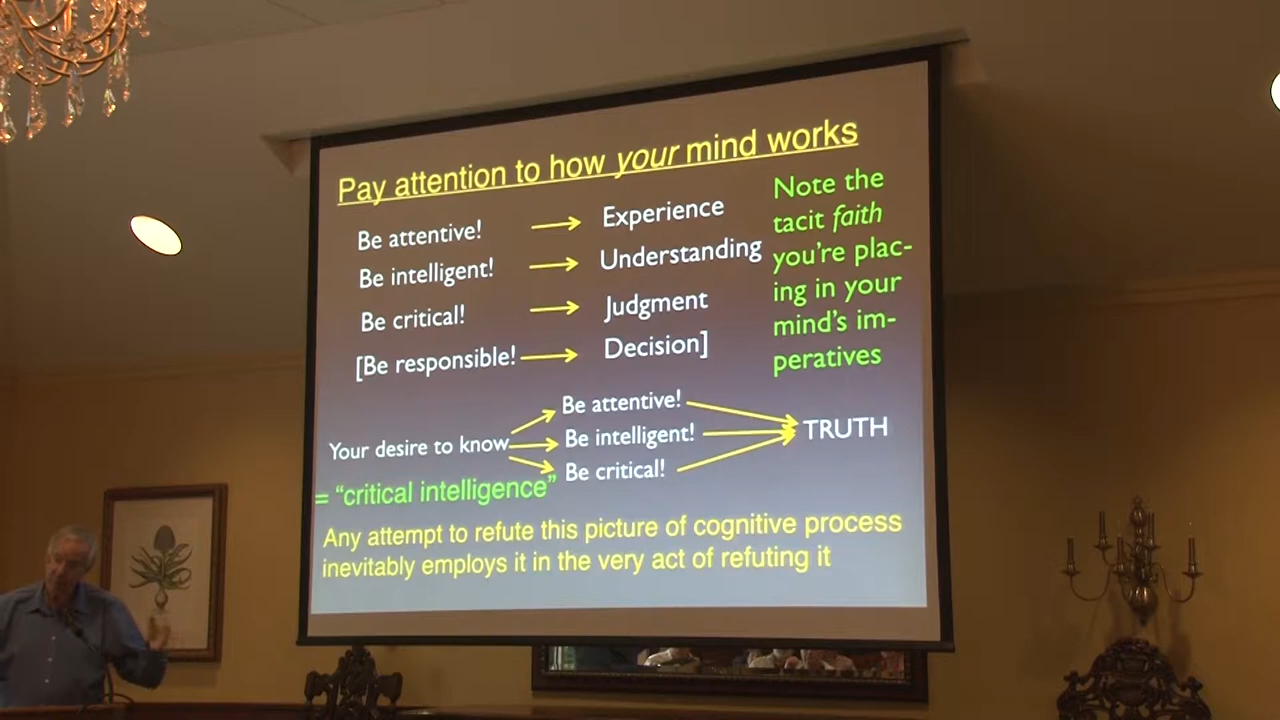 Pay attention to how your mind works
Be attentive! → Experience
Be intelligent! → Understanding
Be critical! → Judgment
[Be responsible! → Decision]
Note the
tacit faith
you're plac-
ing in your
mind's im-
peratives
Your desire to know
= “critical intelligence”
Be attentive!
Be intelligent!
Be critical!
TRUTH
Any attempt to refute this picture of cognitive process
inevitably employs it in the very act of refuting it